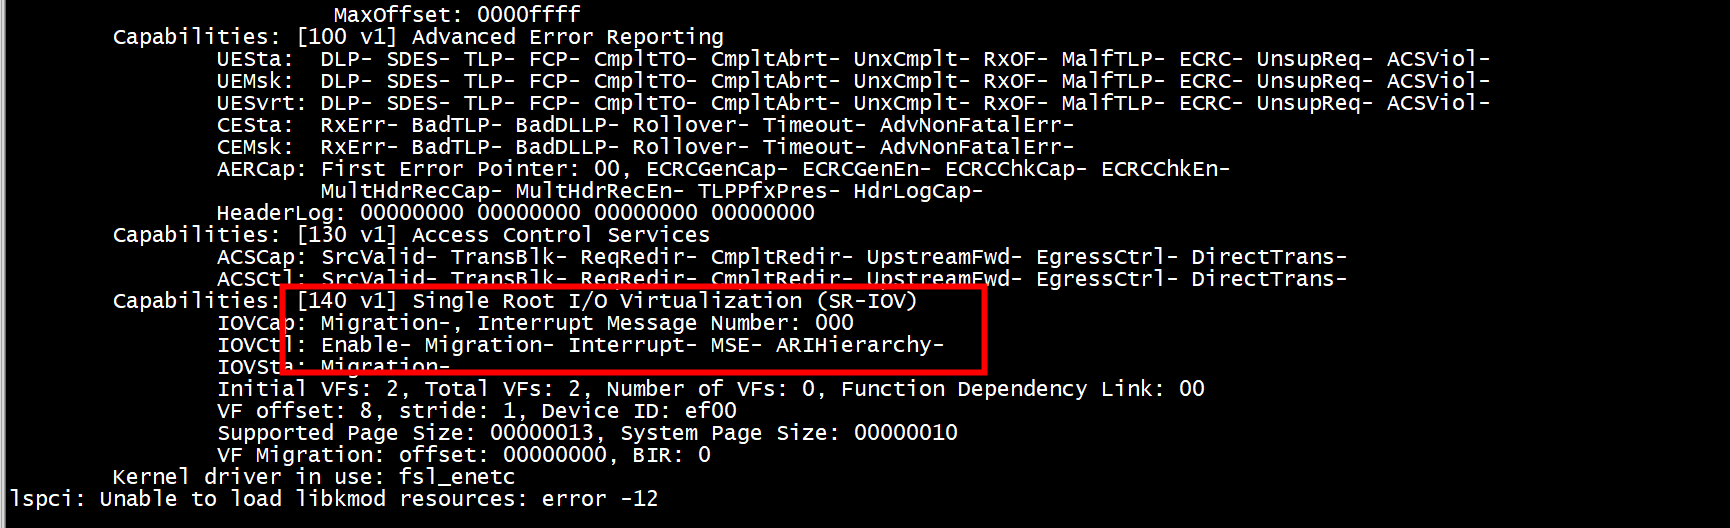 MaxOffset: 0000ffff
Capabilities: [100 v1] Advanced Error Reporting
UESta: DLP- SDES- TLP- FCP- CmpltTO- CmpltAbrt- UnxCmplt- RxOF- MalfTLP- ECRC- UnsupReq- ACSViol-
UEMsk: DLP- SDES- TLP- FCP- CmpltTO- CmpltAbrt- UnxCmplt- RxOF- MalfTLP- ECRC- UnsupReq- ACSViol-
UESvrt: DLP- SDES- TLP- FCP- CmpltTO- CmpltAbrt- UnxCmplt- RxOF- MalfTLP- ECRC- UnsupReq- ACSViol-
CESta: RxErr- BadTLP- BadDLLP- Rollover- Timeout- AdvNonFatalErr-
CEMsk: RxErr- BadTLP- BadDLLP- Rollover- Timeout- AdvNonFatalErr-
AERCap: First Error Pointer: 00, ECRCGenCap- ECRCGenEn- ECRCChkCap- ECRCChkEn-
MultHdrRecCap- MultHdrRecEn- TLPPfxPres- HdrLogCap-
HeaderLog: 00000000 00000000 00000000 00000000
Capabilities: [130 v1] Access Control Services
ACSCap: SrcValid- TransBlk- ReqRedir- CmpltRedir- UpstreamFwd- EgressCtrl- DirectTrans-
ACSCtl: SrcValid- TransBlk- ReqRedir- CmpltRedir- UpstreamFwd- EgressCtrl- DirectTrans-
Capabilities: [140 v1] Single Root I/O Virtualization (SR-IOV)
IOVCap: Migration-, Interrupt Message Number: 000
IOVCtl: Enable- Migration- Interrupt- MSE- ARIHierarchy-
IOVSta: Migration-
Initial VFs: 2, Total VFs: 2, Number of VFs: 0, Function Dependency Link: 00
VF offset: 8, stride: 1, Device ID: ef00
Supported Page Size: 00000013, System Page Size: 00000010
VF Migration: offset: 00000000, BIR: 0
Kernel driver in use: fsl_enetc
lspci: Unable to load libkmod resources: error -12